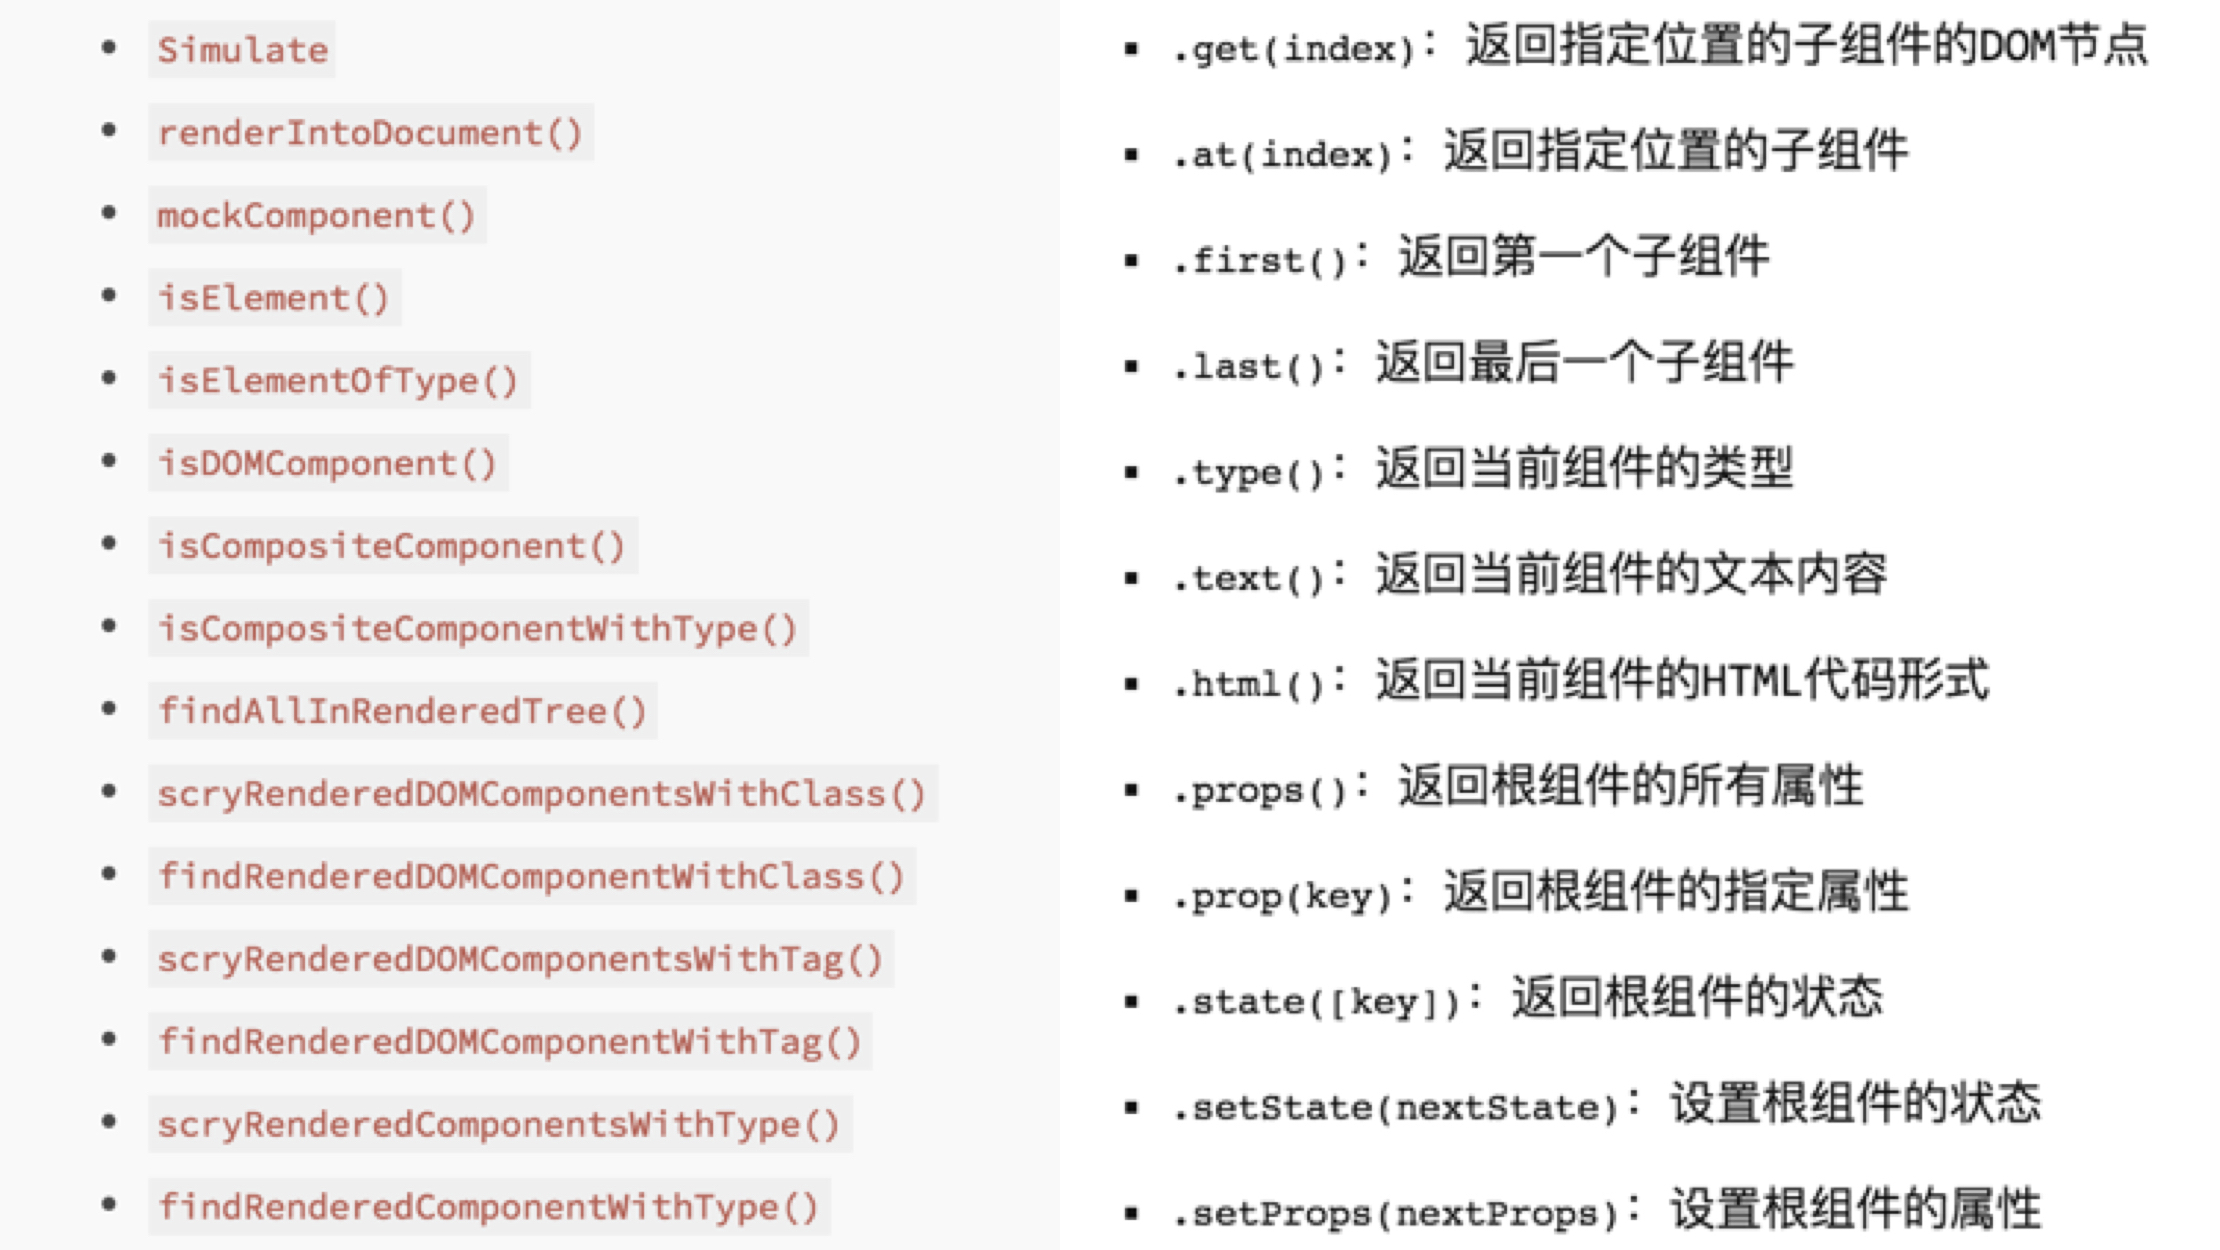 Simulate
renderIntoDocument()
mockComponent()
isElement()
isElementOfType()
isDOMComponent()
isCompositeComponent()
isCompositeComponentWithType()
findAllInRenderedTree()
scryRenderedDOMComponentsWithClass()
findRenderedDOMComponentWithClass()
scryRenderedDOMComponentsWithTag()
findRenderedDOMComponentWithTag()
scryRenderedComponentsWithType()
findRenderedComponentWithType()
.get(index)：返回指定位置的子组件的DOM节点
.at(index)：返回指定位置的子组件
.first()：返回第一个子组件
.last()：返回最后一个子组件
.type()：返回当前组件的类型
.text()：返回当前组件的文本内容
.html()：返回当前组件的HTML代码形式
.props()：返回根组件的所有属性
.prop(key)：返回根组件的指定属性
.state([key])：返回根组件的状态
.setState(nextState)：设置根组件的状态
.setProps(nextProps)：设置根组件的属性